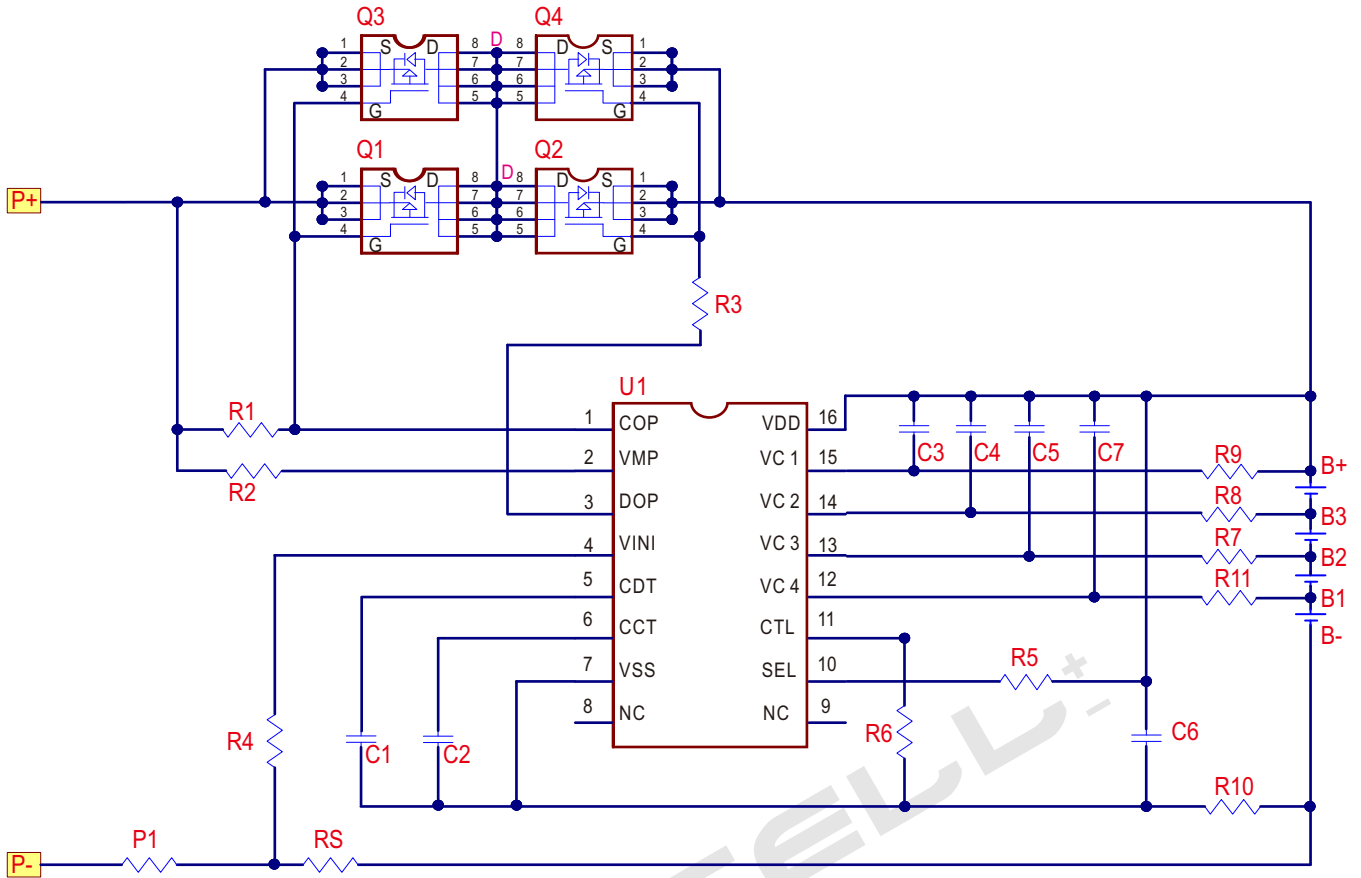 Q3 Q4
1 S D 8 D 8 D S 1
2 7 7 2
3 6 6 3
4 G 5 5 G 4
Q1 Q2
1 S D 8 D 8 D S 1
P+ 2 7 7 2
3 6 6 3
4 G 5 5 G 4
R3
U1
R1 1 COP VDD 16 C3 C4 C5 C7
R2 2 VMP VC 1 15 R9 B+
3 DOP VC 2 14 R8 B3
4 VINI VC 3 13 R7 B2
5 CDT VC 4 12 R11 B1
6 CCT CTL 11 B-
7 VSS SEL 10 R5
8 NC NC 9
R4 C1 C2 R6 C6
R10
P- P1 RS
TELL
+
-